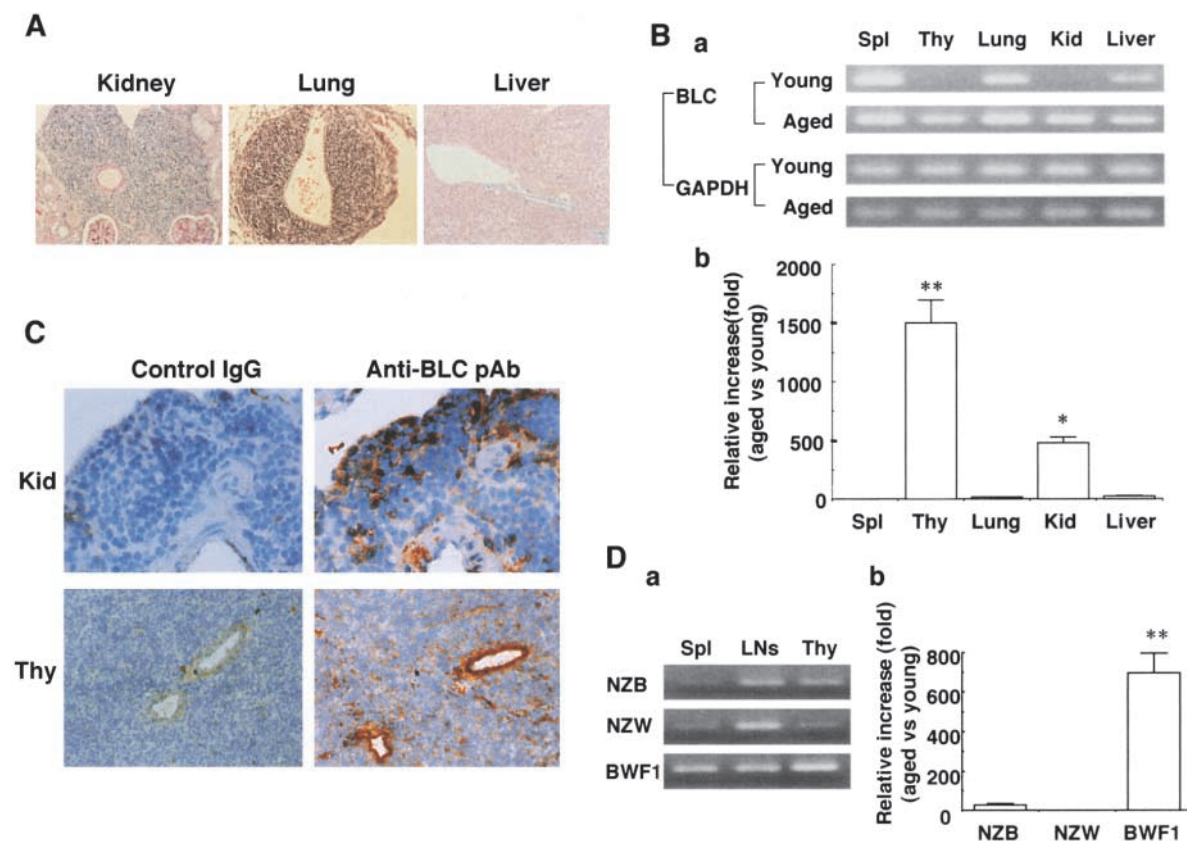 A
Kidney Lung Liver
B
a
Spl Thy Lung Kid Liver
BLC
Young
Aged
GAPDH
Young
Aged
b
Relative increase(fold)
(aged vs young)
2000
1500
1000
500
0
**
*
Spl Thy Lung Kid Liver
C
Control IgG Anti-BLC pAb
Kid
Thy
D
a
Spl LNs Thy
NZB
NZW
BWF1
b
Relative increase (fold)
(aged vs young)
800
600
400
200
0
**
NZB NZW BWF1